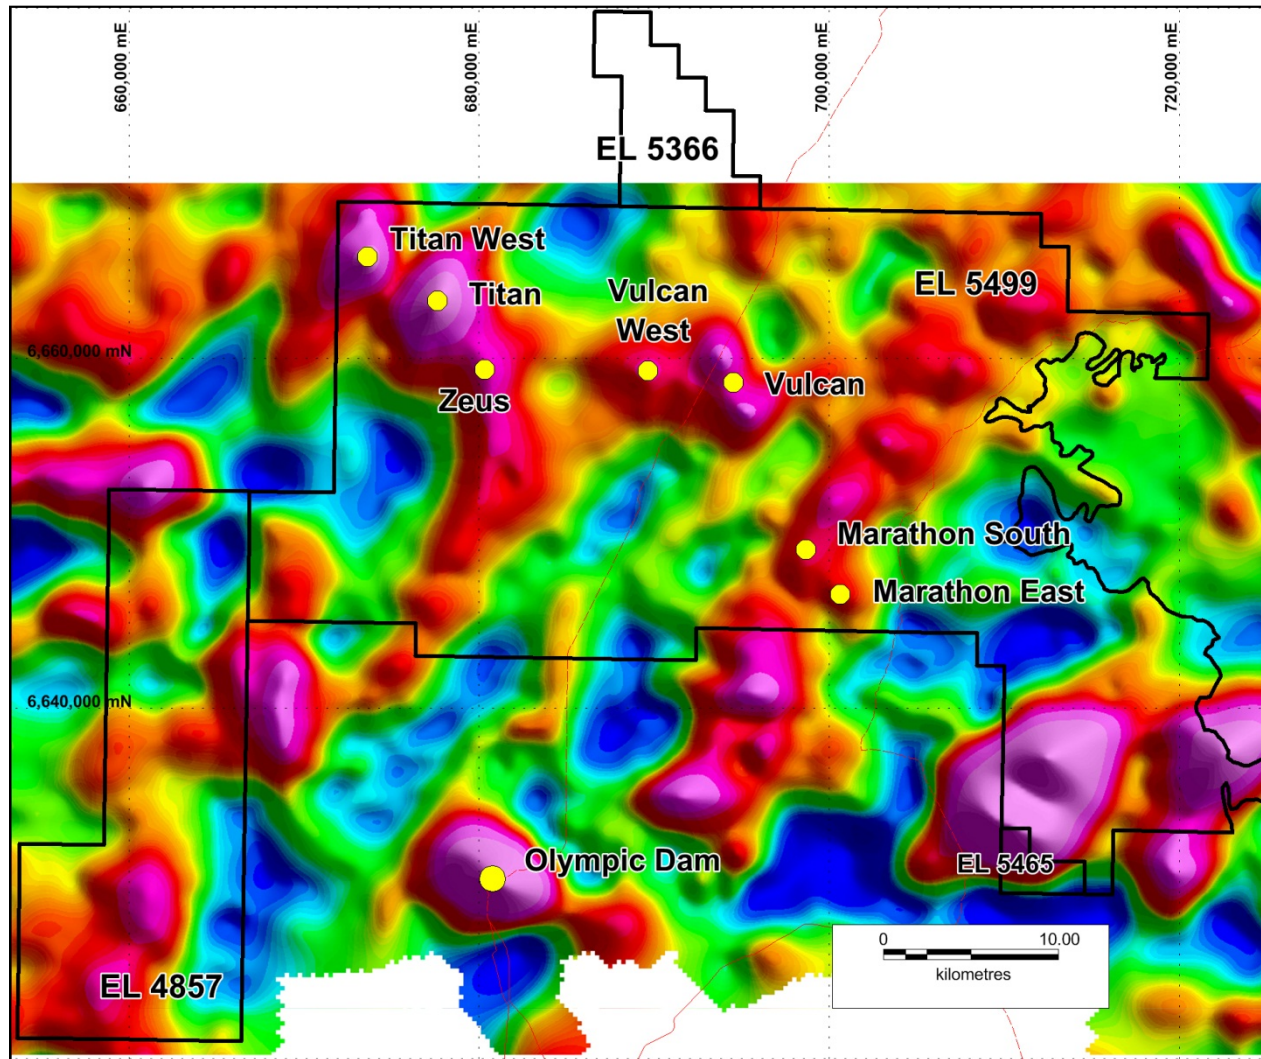 660,000 mE
680,000 mE
700,000 mE
720,000 mE
EL 5366
Titan West
Titan
Vulcan
West
EL 5499
6,660,000 mN
Zeus
Vulcan
Marathon South
Marathon East
6,640,000 mN
Olympic Dam
EL 5465
EL 4857
0
10.00
kilometres